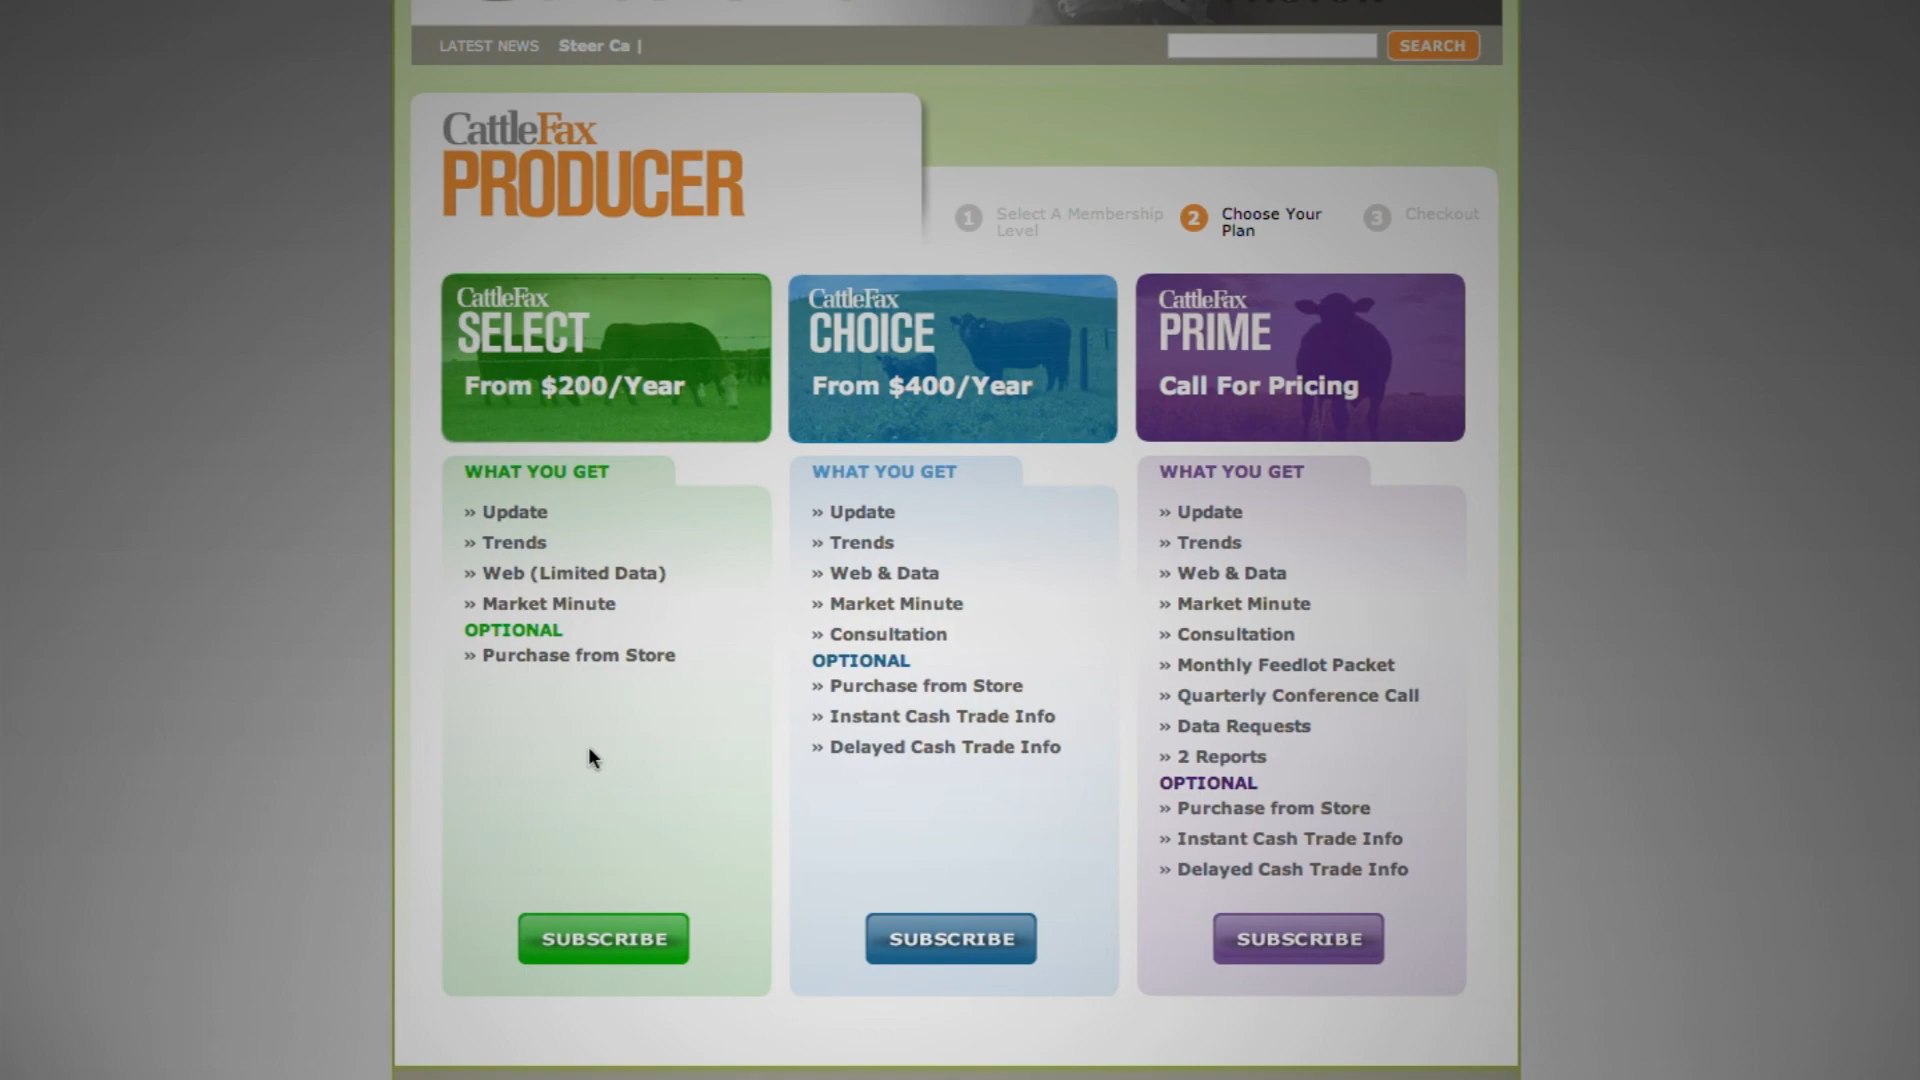 LATEST NEWS Steer Ca |
SEARCH
CattleFax
PRODUCER
1 Select A Membership
Level
2 Choose Your
Plan
3 Checkout
CattleFax
SELECT
From $200/Year
WHAT YOU GET
» Update
» Trends
» Web (Limited Data)
» Market Minute
OPTIONAL
» Purchase from Store
SUBSCRIBE
CattleFax
CHOICE
From $400/Year
WHAT YOU GET
» Update
» Trends
» Web & Data
» Market Minute
» Consultation
OPTIONAL
» Purchase from Store
» Instant Cash Trade Info
» Delayed Cash Trade Info
SUBSCRIBE
CattleFax
PRIME
Call For Pricing
WHAT YOU GET
» Update
» Trends
» Web & Data
» Market Minute
» Consultation
» Monthly Feedlot Packet
» Quarterly Conference Call
» Data Requests
» 2 Reports
OPTIONAL
» Purchase from Store
» Instant Cash Trade Info
» Delayed Cash Trade Info
SUBSCRIBE